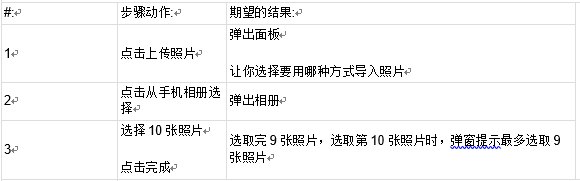 #: 步骤动作: 期望的结果:
1 点击上传照片 弹出面板
让你选择要用哪种方式导入照片
2 点击从手机相册选择 弹出相册
3 选择 10 张照片
点击完成
选取完 9 张照片，选取第 10 张照片时，弹窗提示最多选取 9
张照片